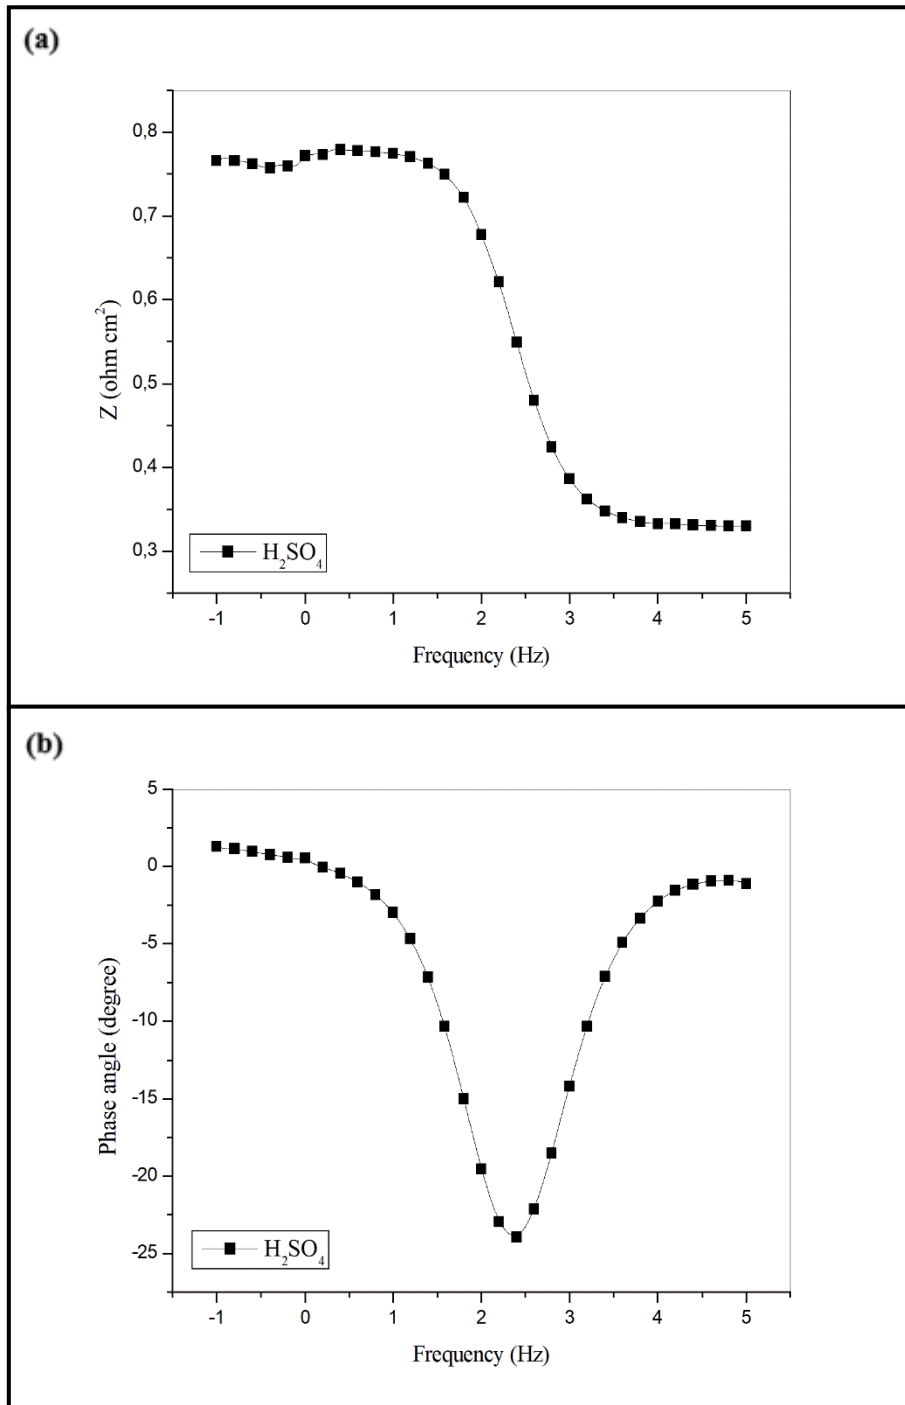 (a)
0,8
0,7
0,6
0,5
0,4
0,3
Z (ohm cm²)
H₂SO₄
-1 0 1 2 3 4 5
Frequency (Hz)
(b)
5
0
-5
-10
-15
-20
-25
Phase angle (degree)
H₂SO₄
-1 0 1 2 3 4 5
Frequency (Hz)